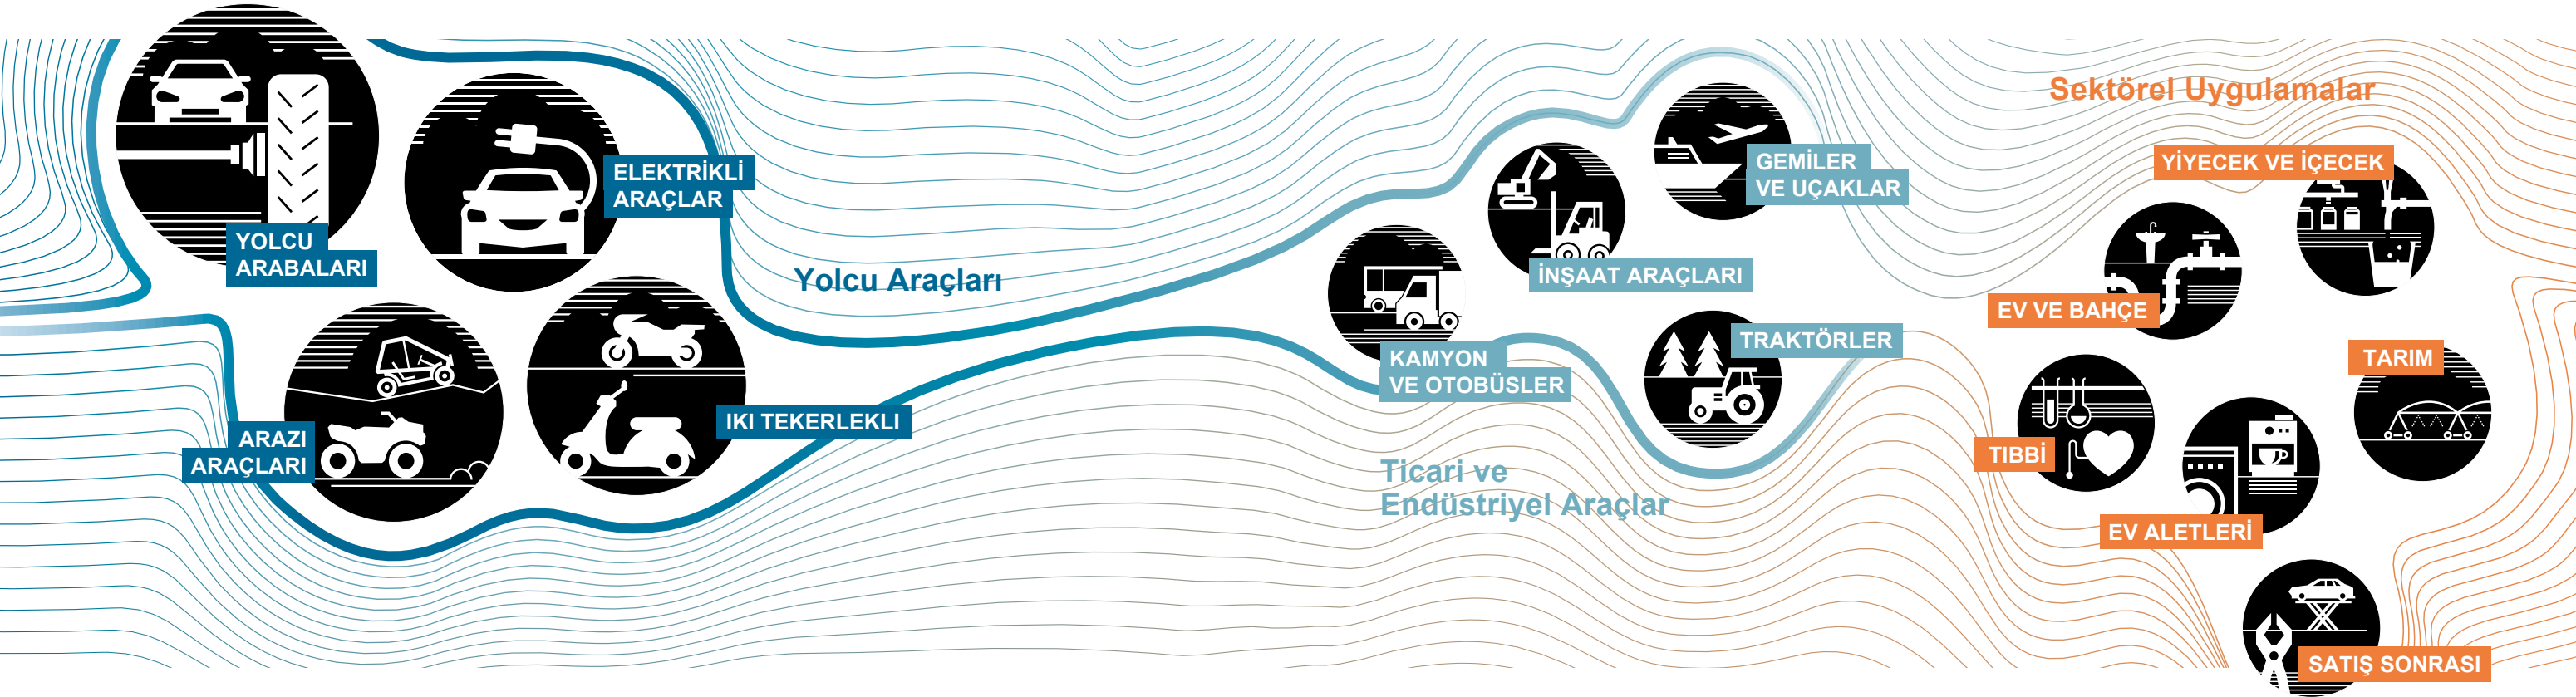 YOLCU
ARABALARI
ELEKTRİKLİ
ARAÇLAR
ARAZI
ARAÇLARI
IKI TEKERLEKLI
Yolcu Araçları
KAMYON
VE OTOBÜSLER
İNŞAAT ARAÇLARI
GEMİLER
VE UÇAKLAR
TRAKTÖRLER
Ticari ve
Endüstriyel Araçlar
Sektörel Uygulamalar
YİYECEK VE İÇECEK
EV VE BAHÇE
TARIM
TIBBİ
EV ALETLERİ
SATIŞ SONRASI